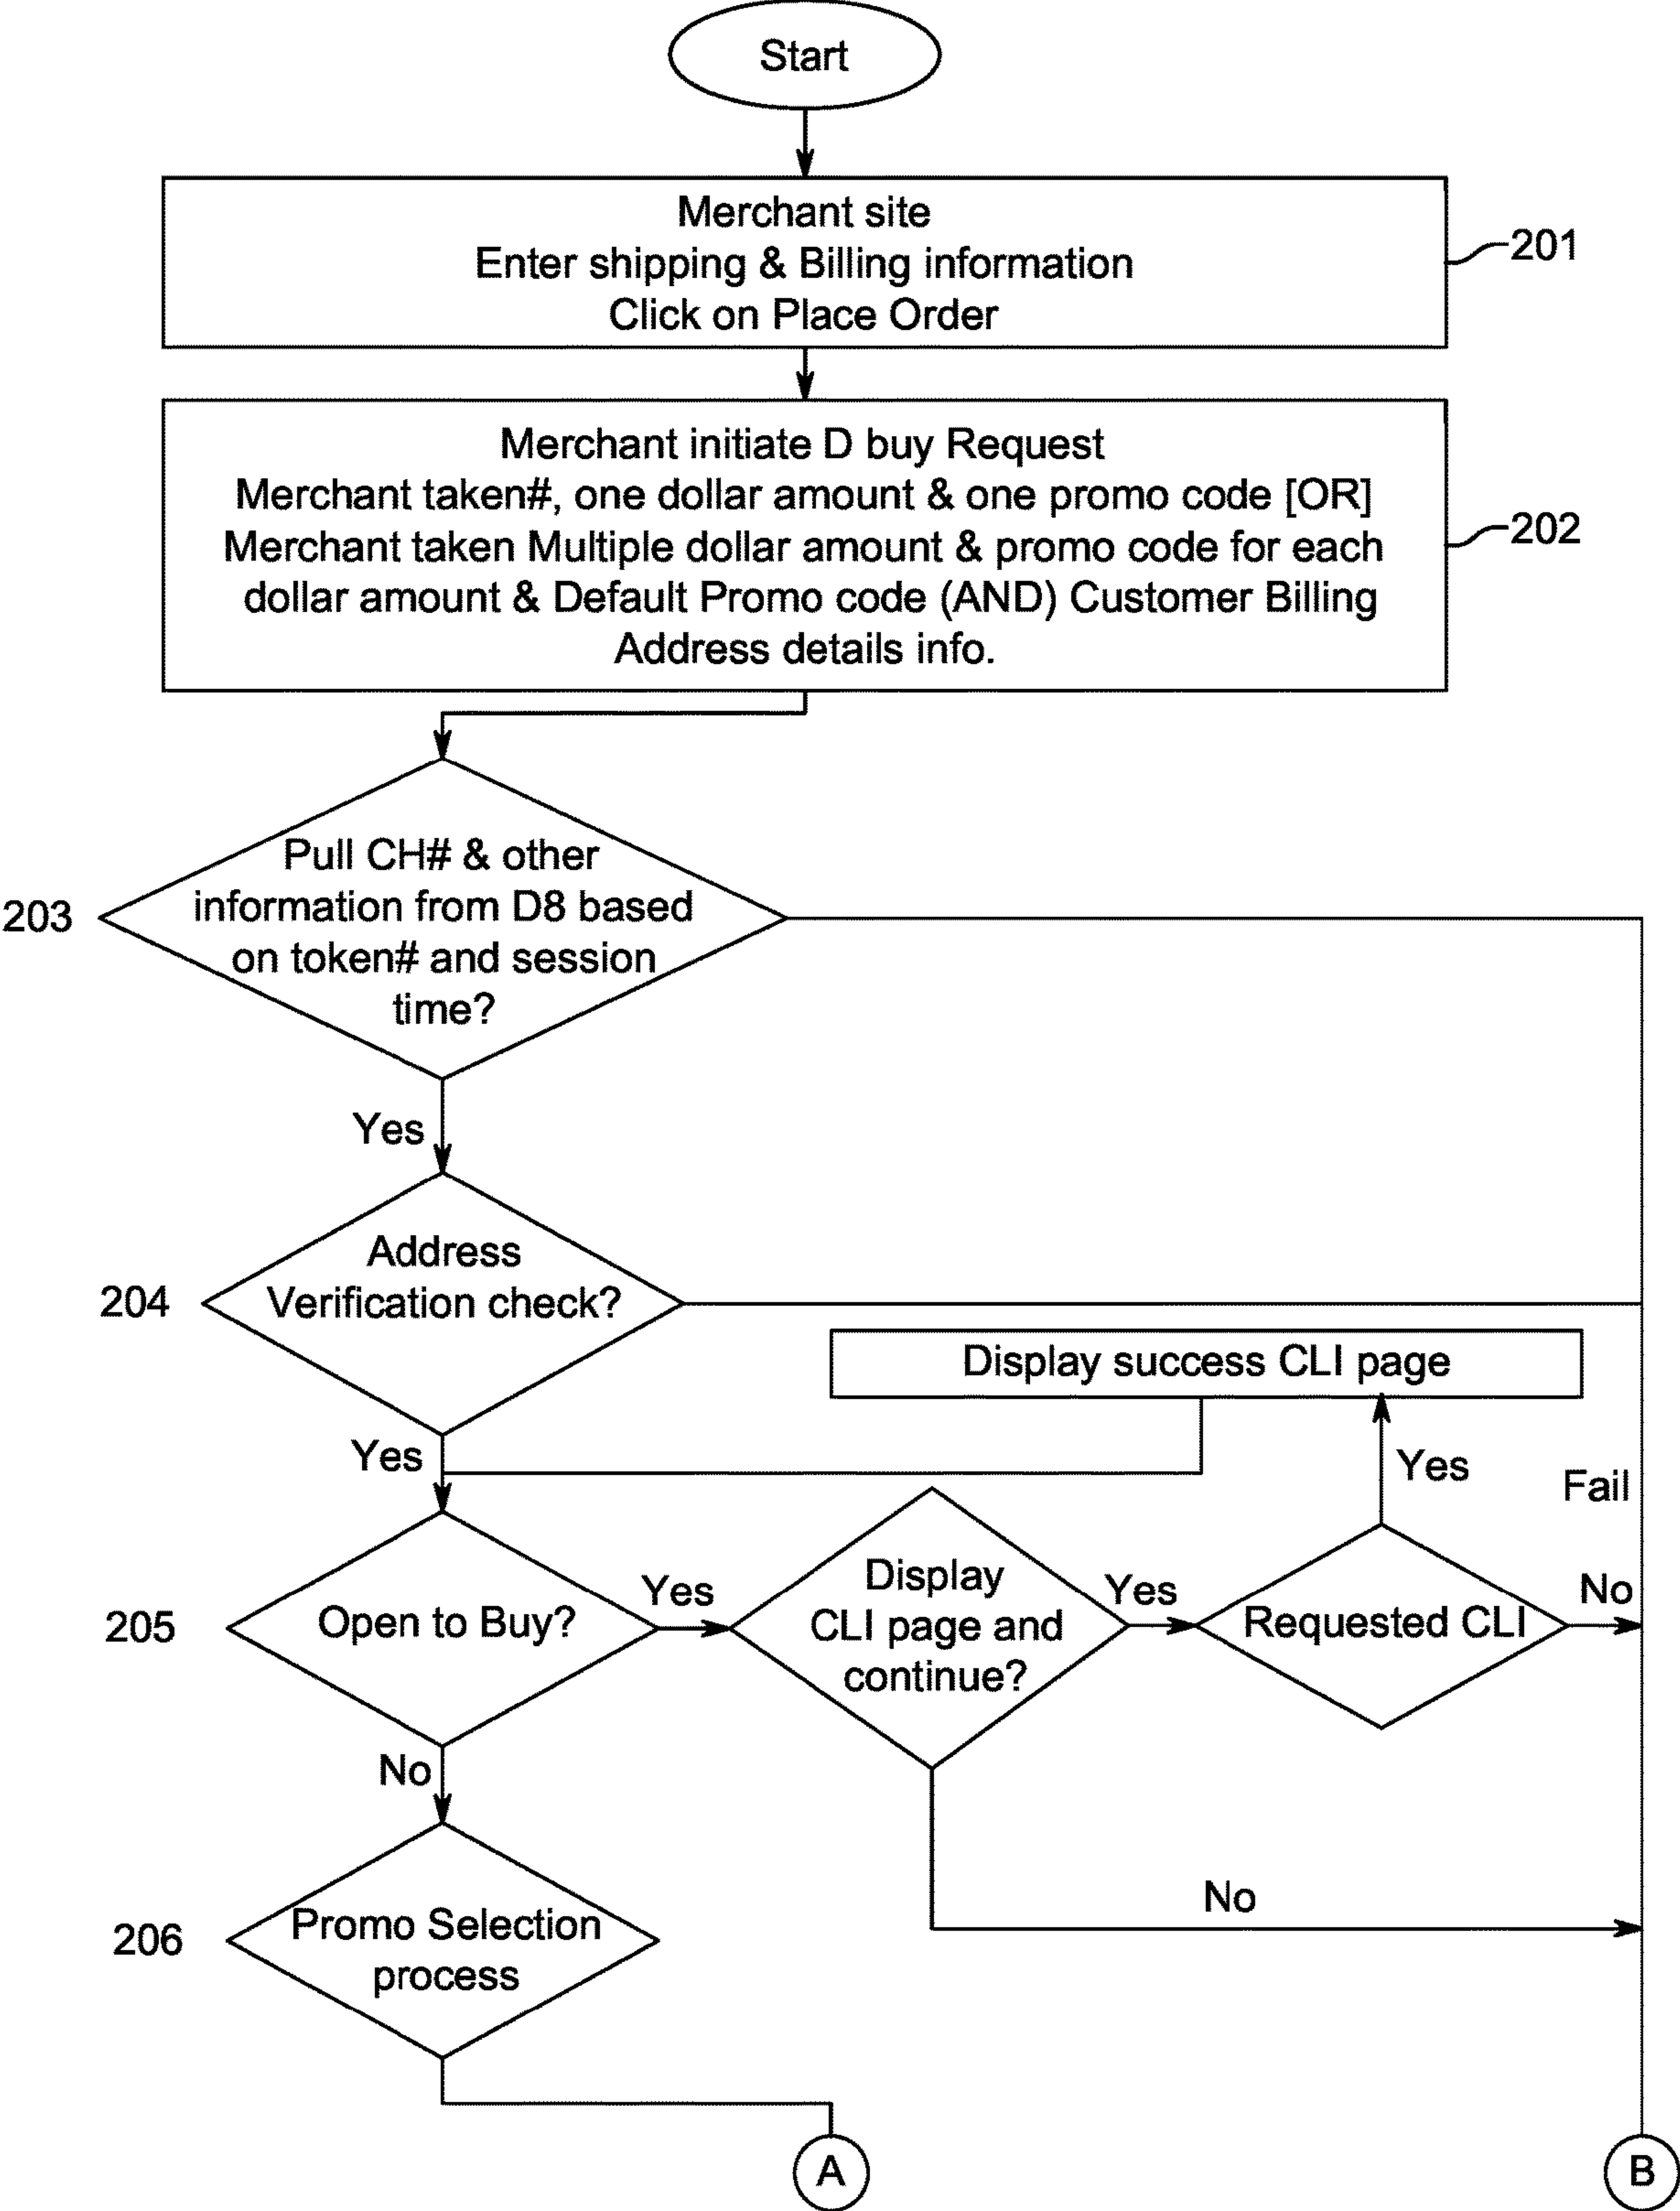 Start
Merchant site
Enter shipping & Billing information
Click on Place Order
201
Merchant initiate D buy Request
Merchant taken#, one dollar amount & one promo code [OR]
Merchant taken Multiple dollar amount & promo code for each
dollar amount & Default Promo code (AND) Customer Billing
Address details info.
202
Pull CH# & other
information from D8 based
on token# and session
time?
203
Yes
Address
Verification check?
204
Display success CLI page
Yes
Yes
Fail
Open to Buy?
205
Yes
Display
CLI page and
continue?
Yes
Requested CLI
No
No
Promo Selection
process
206
No
A
B